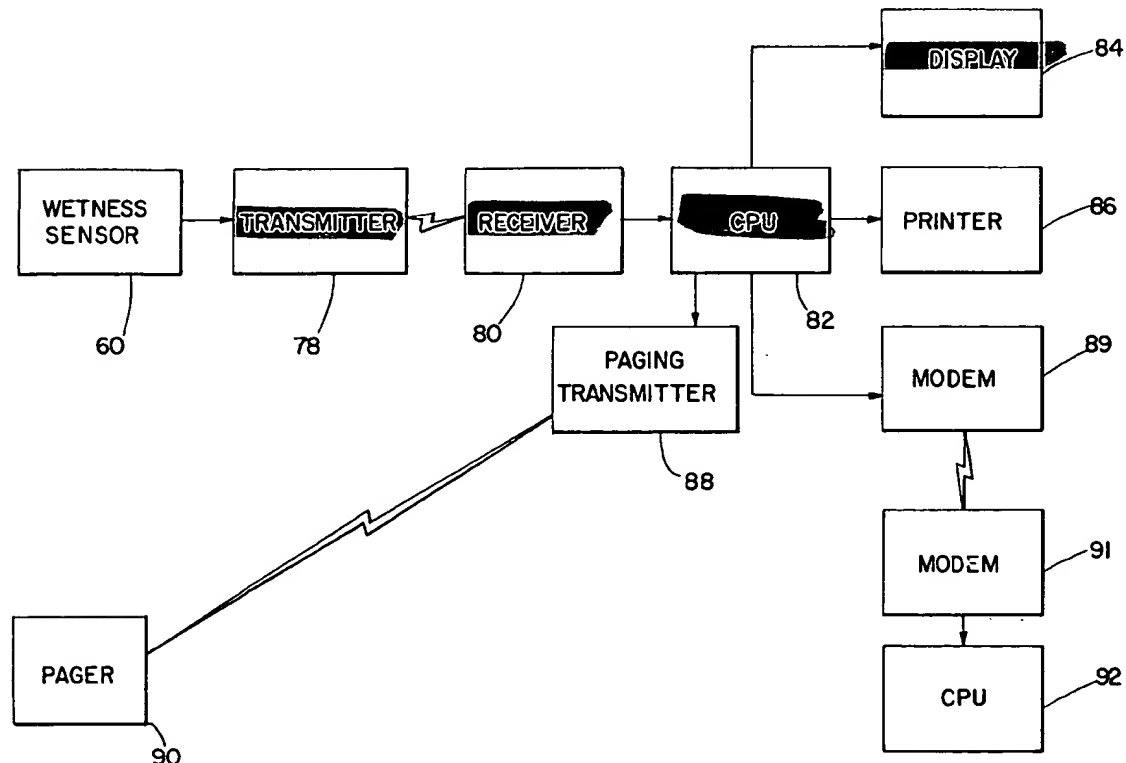 DISPLAY
84
WETNESS
SENSOR
TRANSMITTER
RECEIVER
CPU
PRINTER
86
60
78
80
82
PAGING
TRANSMITTER
88
MODEM
89
MODEM
91
PAGER
90
CPU
92